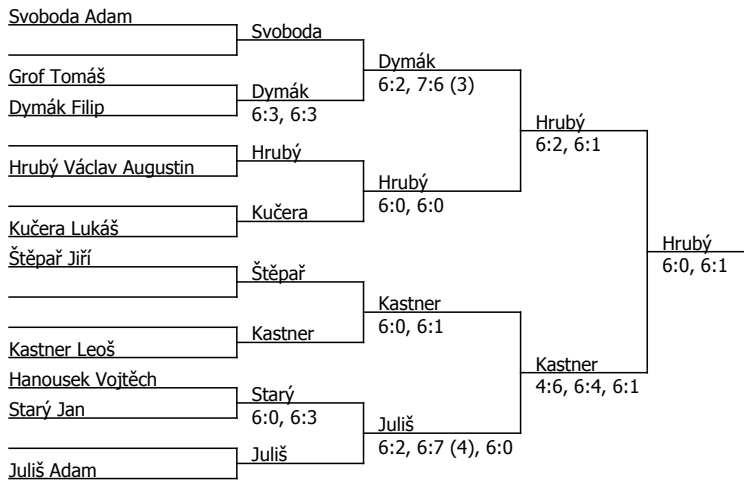 Svoboda Adam
Svoboda
Dymák
6:2, 7:6 (3)
Grof Tomáš
Dymák Filip
Dymák
6:3, 6:3
Hrubý
6:2, 6:1
Hrubý Václav Augustin
Hrubý
Hrubý
6:0, 6:0
Kučera Lukáš
Kučera
Hrubý
6:0, 6:1
Štěpař Jiří
Štěpař
Kastner
6:0, 6:1
Kastner Leoš
Kastner
Kastner
4:6, 6:4, 6:1
Hanousek Vojtěch
Starý Jan
Starý
6:0, 6:3
Juliš
6:2, 6:7 (4), 6:0
Juliš Adam
Juliš